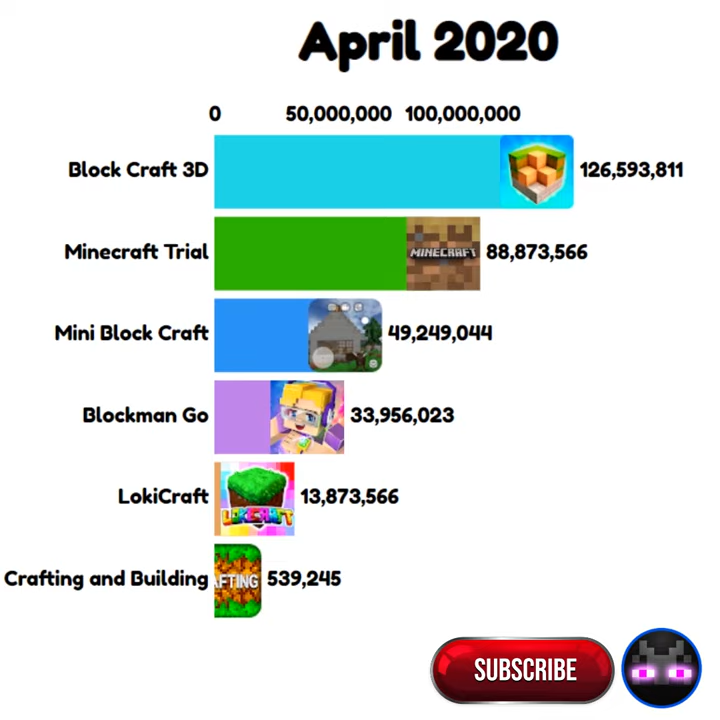 April 2020
0 50,000,000 100,000,000
Block Craft 3D 126,593,811
Minecraft Trial MINECRAFT 88,873,566
Mini Block Craft 49,249,044
Blockman Go 33,956,023
LokiCraft LOKICRAFT 13,873,566
Crafting and Building AFTING 539,245
SUBSCRIBE